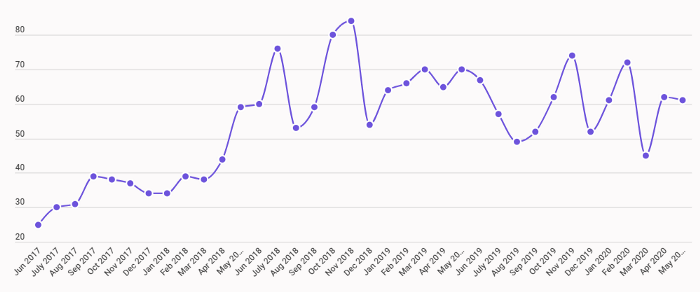 80
70
60
50
40
30
20
Jun 2017
July 2017
Aug 2017
Sep 2017
Oct 2017
Nov 2017
Dec 2017
Jan 2018
Feb 2018
Mar 2018
Apr 2018
May 20...
Jun 2018
July 2018
Aug 2018
Sep 2018
Oct 2018
Nov 2018
Dec 2018
Jan 2019
Feb 2019
Mar 2019
Apr 2019
May 20...
Jun 2019
July 2019
Aug 2019
Sep 2019
Oct 2019
Nov 2019
Dec 2019
Jan 2020
Feb 2020
Mar 2020
Apr 2020
May 20...